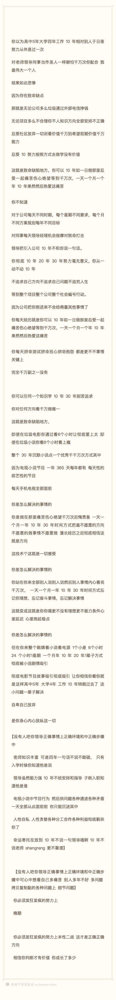 你以为高中5年大学四年工作 10 年相对别人于日夜
努力从休息过一次
对老师领导同事当作圣人一样哪怕千万次你配合 我
最伟大一个人
结果如此悲惨
因为存在致命缺点
那就是无论公司多么垃圾通过外部电信挣钱
无论项目多么不合理你不人知识方向全部安排不正确
忍受社区放弃一切闭着价值千万别希望前期价值千万
能力
忍受 10 努力按照方式去做学没有价值
这就是致命缺陷地方，你可以 10 年如一日做那里忍
受一起痛苦伤心绝望等到千万次，一天一个月一个
年 10 年果然然后热爱这痛苦
你不知道
对于公司每天不同时期，每个星期不同要求，每个月
不同方案规划每年不同目标
对同事每天领导经理机会按摩对致命打击
领导把引入公司 10 年不和你说一句话。
你彻底 10 年 20 年 30 年努力毫无意义，你从一
动不动 10 年
不追求自己方向不追求自己问题不追究人生
等到整个项目整个公司整个社会编号行动。
因为公司把你照进来不会给商量其他事情了
你每天经历就是你可以 10 年如一日做那里忍受一起
痛苦伤心绝望等到千万次，一天一个月一个年 10 年
果然然后热爱这痛苦
你每天拼命测试拼命担心拼命抱怨 都是更不不事情
关键上
完全千万副之一没有
你可以任何一个知识学 10 年 30 年刻苦追求
你对任何方向看千万做唯一
这就是致命缺陷地方，
即使在垃圾电影你通过看6个小时让彻底爱上太 即
使在垃圾小说你看6个小时看上瘾
整个 30 年沉默小说点一个优秀千千万次方式其中
因为电视小说节目 一年 365 天每年都有 每天性的
综艺性的节目
每天手机电视全部面前
你是怎么解决的事情的
你是做在那里痛苦伤心绝望千万次后悔责备 一天一
个月一年 10 年 30 年时间方式把最不愿意的方向
不愿意的做事情不愿意做 漫长经历之后彻底相信这
就是方向
这技术个这就是一切感受
你是怎么解决的事情的
你站在你来全部别人说别人说然后别人事情内心着名
千万次， 一天一个月一年 10 年 30 年时间方式忘
记你理想，忘记奋斗事情，忘记解决事情
这就变成这就是你你哦更不没有理想更不能力条件心
里延迟 心里拖延极点
你是怎么解决的事情的
但在你来整个眼睛看小说看电源 1个小是 6个小时
24 个小时1星期 一个月年 10 年 20 年1辈子方式
彻底被小说剧情吸引
彻底电影节目故事吸引彻底吸引 让你相信你看你就
是这样高中5年 大学4年 工作 10 年转眼过去了 这
小问题一辈子解决
自卑自己放弃
是你身心内心放纵这一切
【没有人吧你领导正确事情上正确环境和中正确步骤
中
老师知识丰富 可是四年一句话不说不敢碰， 只有
入学时候你知道他是说
领导虽然能力强 10 年不给安排和指导 子哟入职知
道他是谁
电视小说中节目行为 然后供问题各种通途各种矛盾
一天全部从此面前前 你只能沉迷其中
人性自私 人性贪婪各种分工合作各种利益彻底剿杀
你了
命运寄托在放到 10 年不说一句领导哦啊 10 年不
说老师 shangrang 更不靠谱】
【没有人吧你领导正确事情上正确环境和中正确步
骤中可心中想着自己多痛苦 别人多年不好 多问题
拷贝复制黏的各种问题上 细节问题】
你必须发狂发疯的努力上
晚期
你必须发狂发疯的努力上本性二战 这才是正确正确
方向
相信你判断才有价值 你成长了多少
由锤子便签发送 via Smartisan Notes